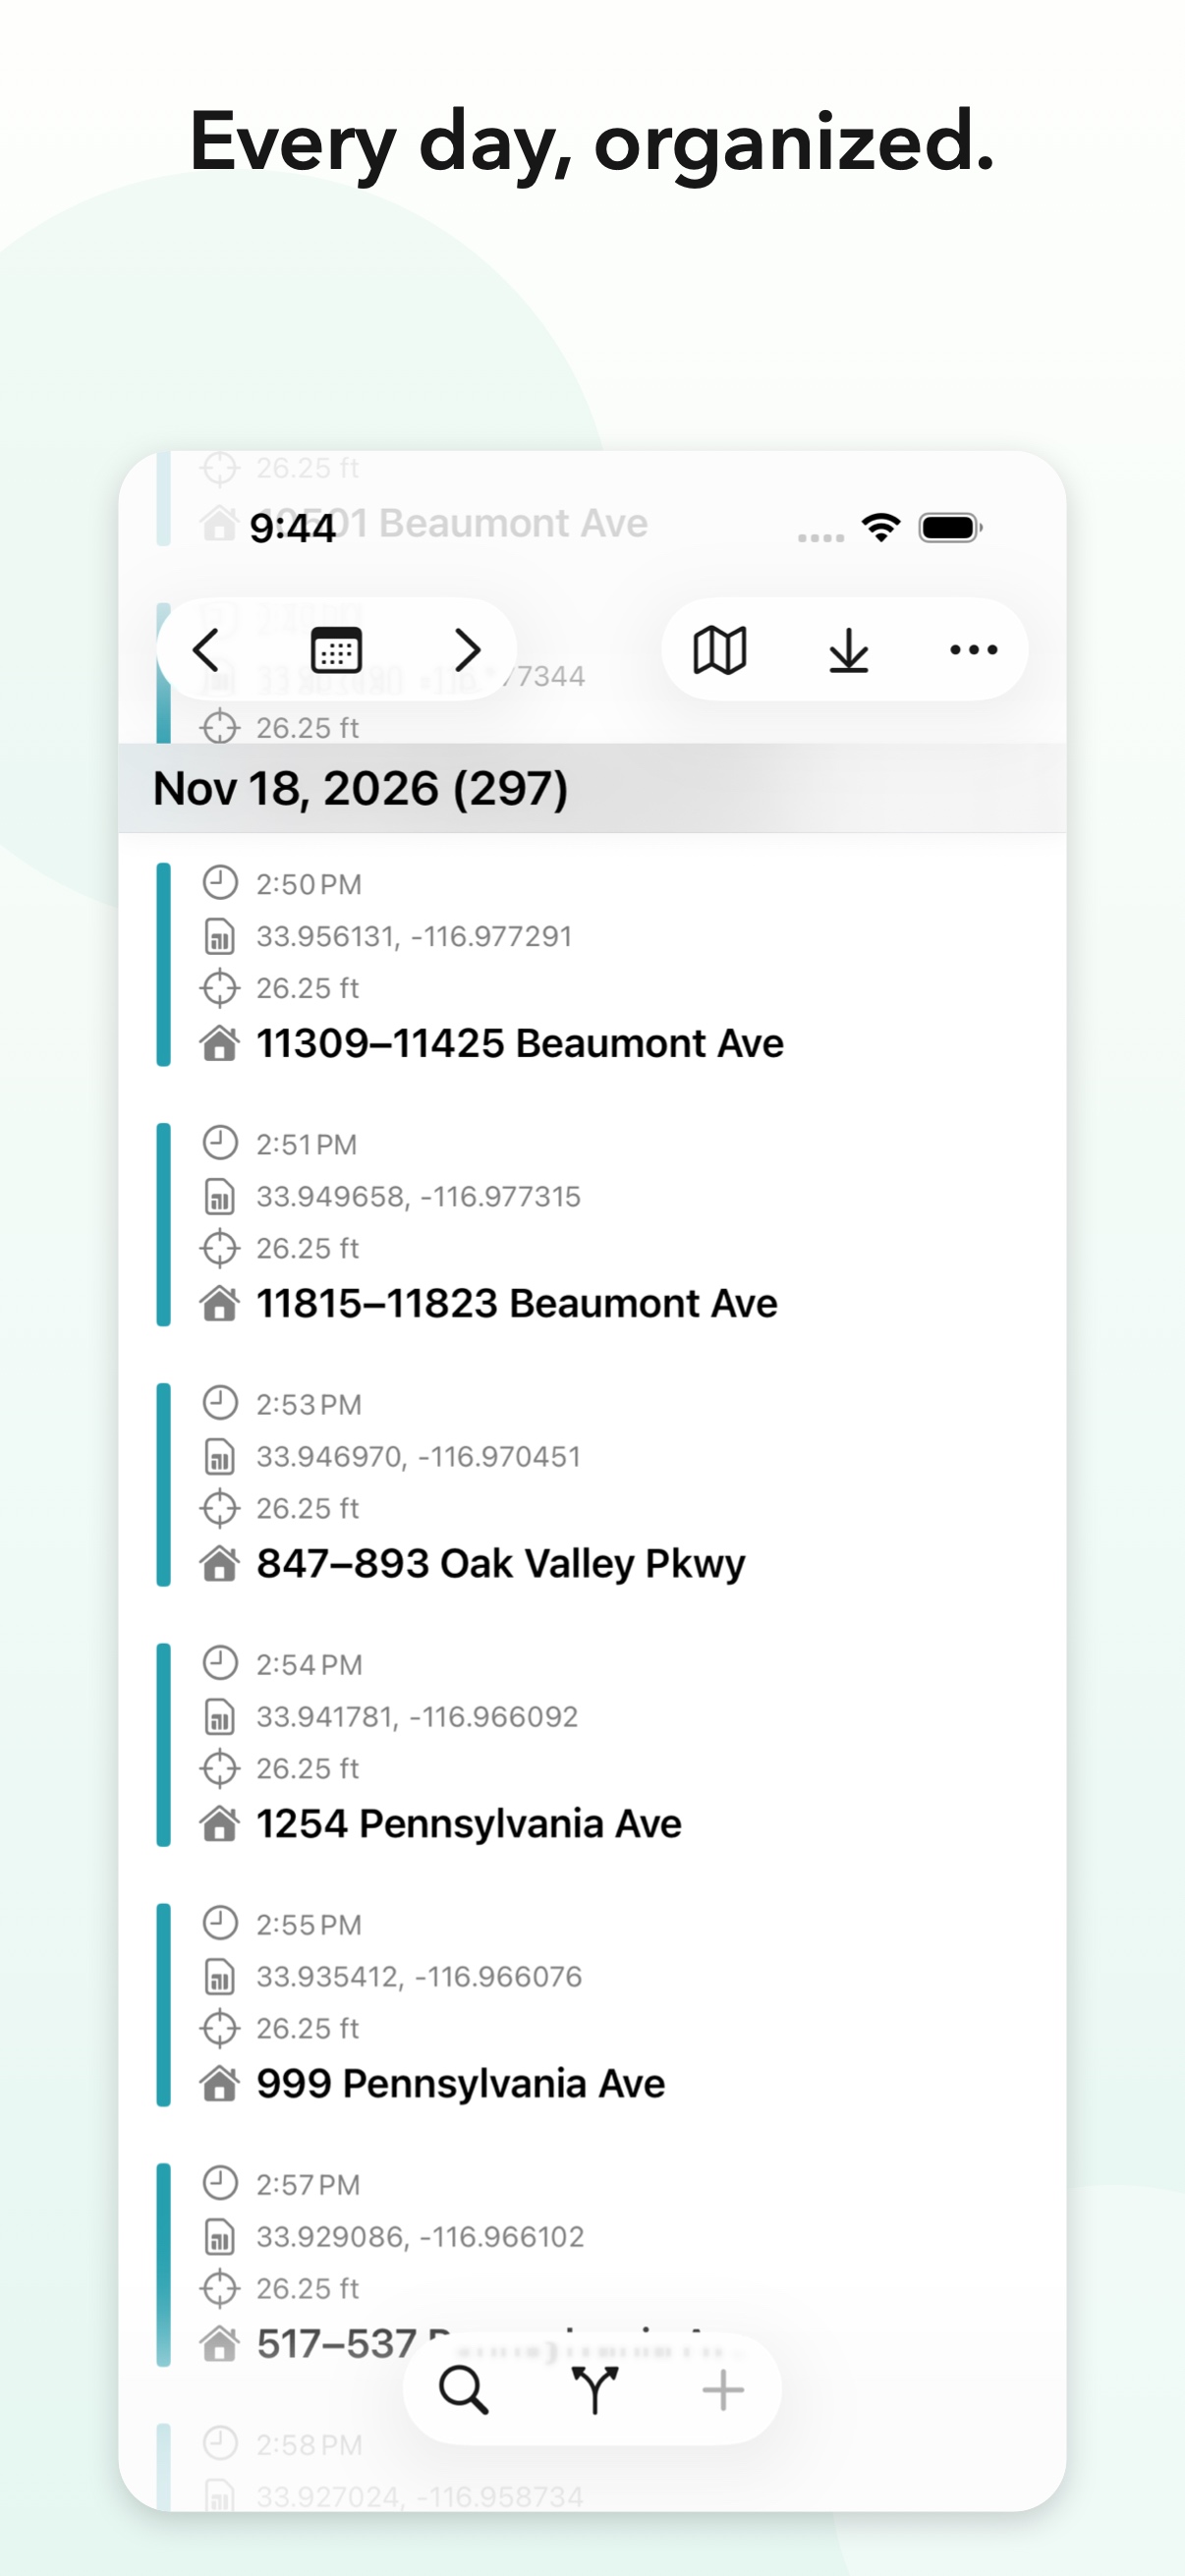 Every day, organized.
26.25 ft
9:44
01 Beaumont Ave
77344
26.25 ft
Nov 18, 2026 (297)
2:50 PM
33.956131, -116.977291
26.25 ft
11309–11425 Beaumont Ave
2:51 PM
33.949658, -116.977315
26.25 ft
11815–11823 Beaumont Ave
2:53 PM
33.946970, -116.970451
26.25 ft
847–893 Oak Valley Pkwy
2:54 PM
33.941781, -116.966092
26.25 ft
1254 Pennsylvania Ave
2:55 PM
33.935412, -116.966076
26.25 ft
999 Pennsylvania Ave
2:57 PM
33.929086, -116.966102
26.25 ft
517–537
2:58 PM
33.927024, -116.958734